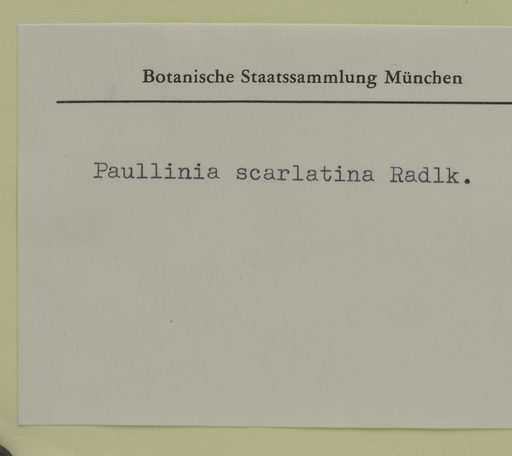 Botanische Staatssammlung München
Paullinia scarlatina Radlk.